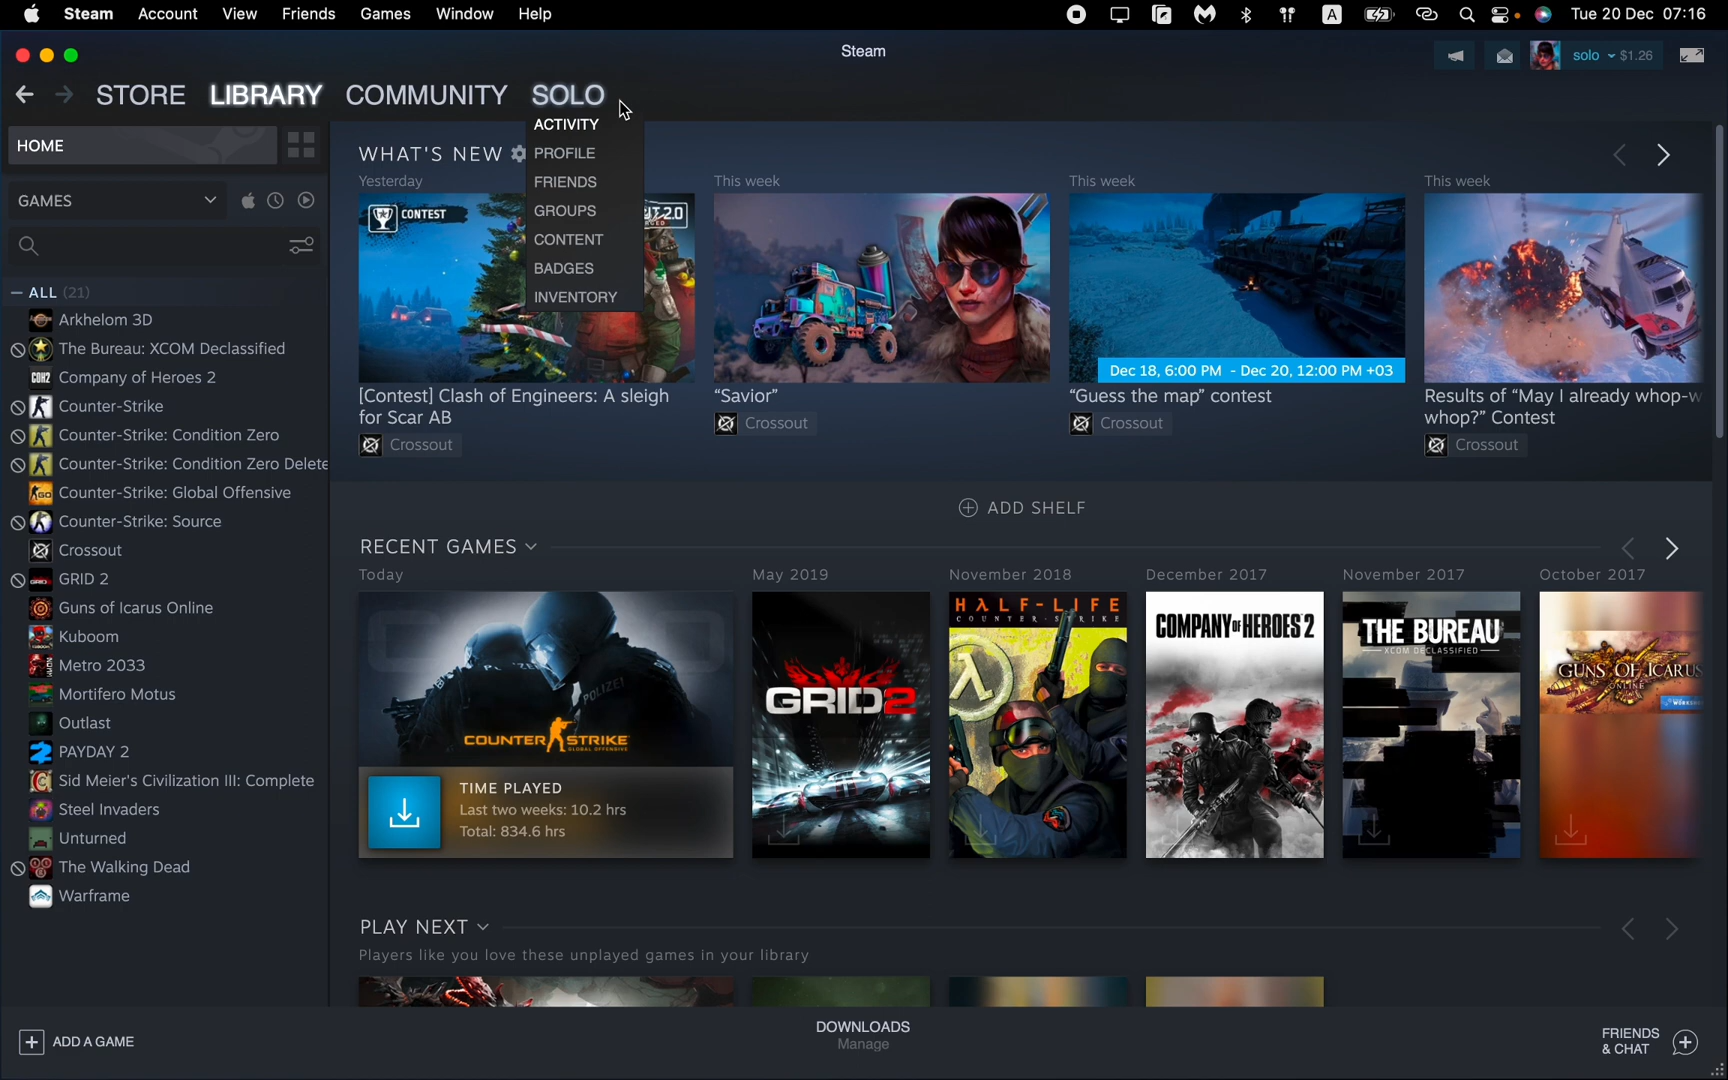 Steam Account View Friends Games Window Help
A
Tue 20 Dec 07:16
Steam
solo $1.26
STORE LIBRARY COMMUNITY SOLO
ACTIVITY
PROFILE
FRIENDS
GROUPS
CONTENT
BADGES
INVENTORY
HOME
GAMES
ALL (21)
Arkhelom 3D
The Bureau: XCOM Declassified
Company of Heroes 2
Counter-Strike
Counter-Strike: Condition Zero
Counter-Strike: Condition Zero Delete
Counter-Strike: Global Offensive
Counter-Strike: Source
Crossout
GRID 2
Guns of Icarus Online
Kuboom
Metro 2033
Mortifero Motus
Outlast
PAYDAY 2
Sid Meier's Civilization III: Complete
Steel Invaders
Unturned
The Walking Dead
Warframe
WHAT'S NEW
Yesterday
CONTEST
2.0
[Contest] Clash of Engineers: A sleigh
for Scar AB
Crossout
This week
"Savior"
Crossout
This week
Dec 18, 6:00 PM - Dec 20, 12:00 PM +03
"Guess the map" contest
Crossout
This week
Results of "May I already whop-w
whop?" Contest
Crossout
ADD SHELF
RECENT GAMES
Today
COUNTER STRIKE
GLOBAL OFFENSIVE
POLIZEI
TIME PLAYED
Last two weeks: 10.2 hrs
Total: 834.6 hrs
May 2019
GRID2
November 2018
HλLF-LIFE
COUNTER-STRIKE
December 2017
COMPANY OF HEROES 2
November 2017
THE BUREAU
XCOM DECLASSIFIED
October 2017
GUNS OF ICARUS
ONLINE
PLAY NEXT
Players like you love these unplayed games in your library
ADD A GAME
DOWNLOADS
Manage
FRIENDS
& CHAT